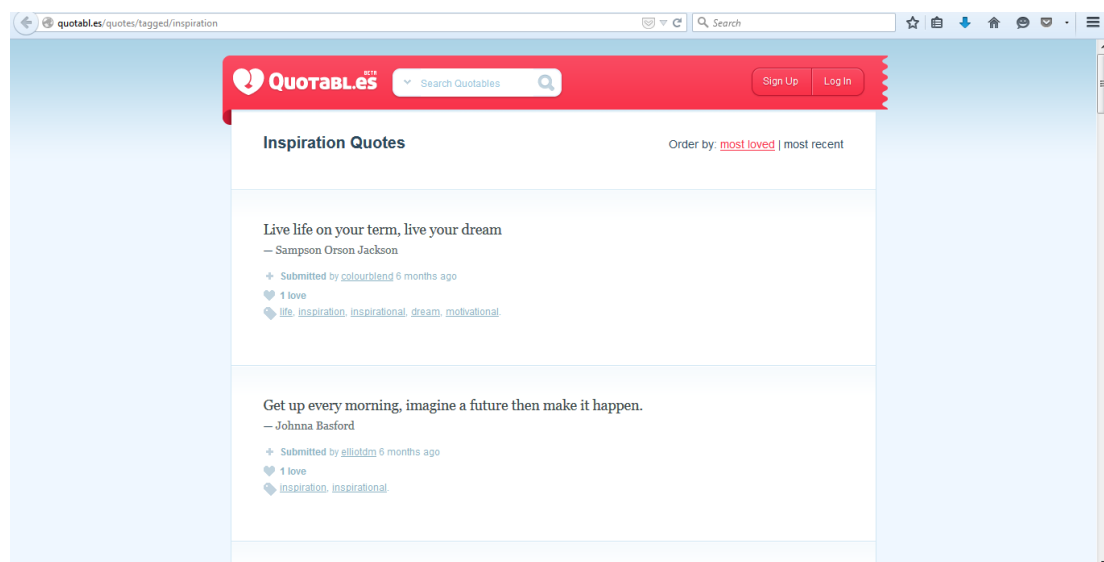 quotabl.es/quotes/tagged/inspiration
Search
QUOTABL.ES BETA
Search Quotables
Sign Up
Log In
Inspiration Quotes
Order by: most loved | most recent
Live life on your term, live your dream
— Sampson Orson Jackson
+ Submitted by colourblend 6 months ago
1 love
life, inspiration, inspirational, dream, motivational.
Get up every morning, imagine a future then make it happen.
— Johnna Basford
+ Submitted by elliotdm 6 months ago
1 love
inspiration, inspirational.